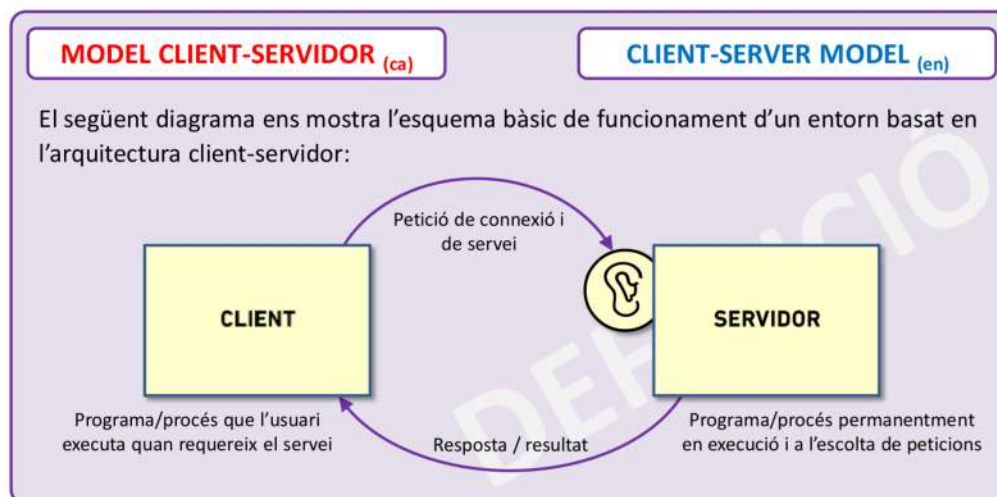 MODEL CLIENT-SERVIDOR (ca)
CLIENT-SERVER MODEL (en)
El següent diagrama ens mostra l'esquema bàsic de funcionament d'un entorn basat en
l'arquitectura client-servidor:
Petició de connexió i
de servei
CLIENT
SERVIDOR
Programa/procés que l'usuari
executa quan requereix el servei
Resposta / resultat
Programa/procés permanentment
en execució i a l'escolta de peticions